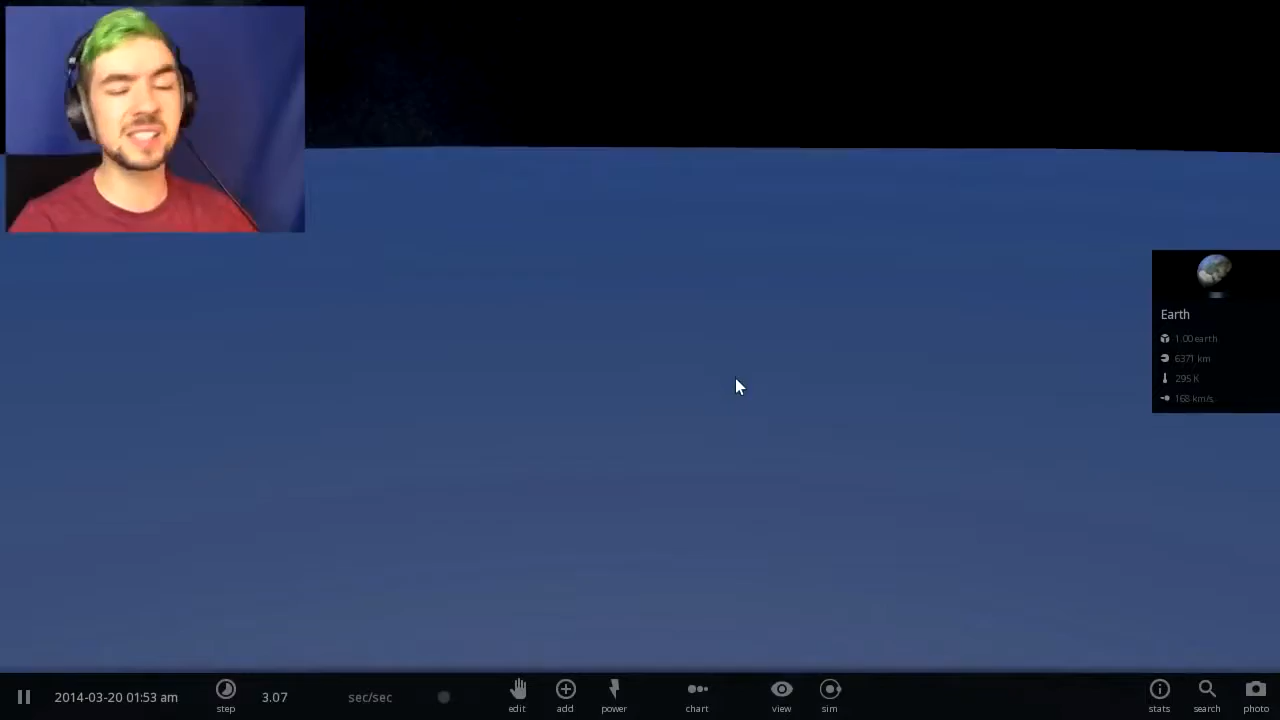 Earth
1.00 earth
6371 km
295 K
168 km/s
2014-03-20 01:53 am
step
3.07
sec/sec
edit
add
power
chart
view
sim
stats
search
photo